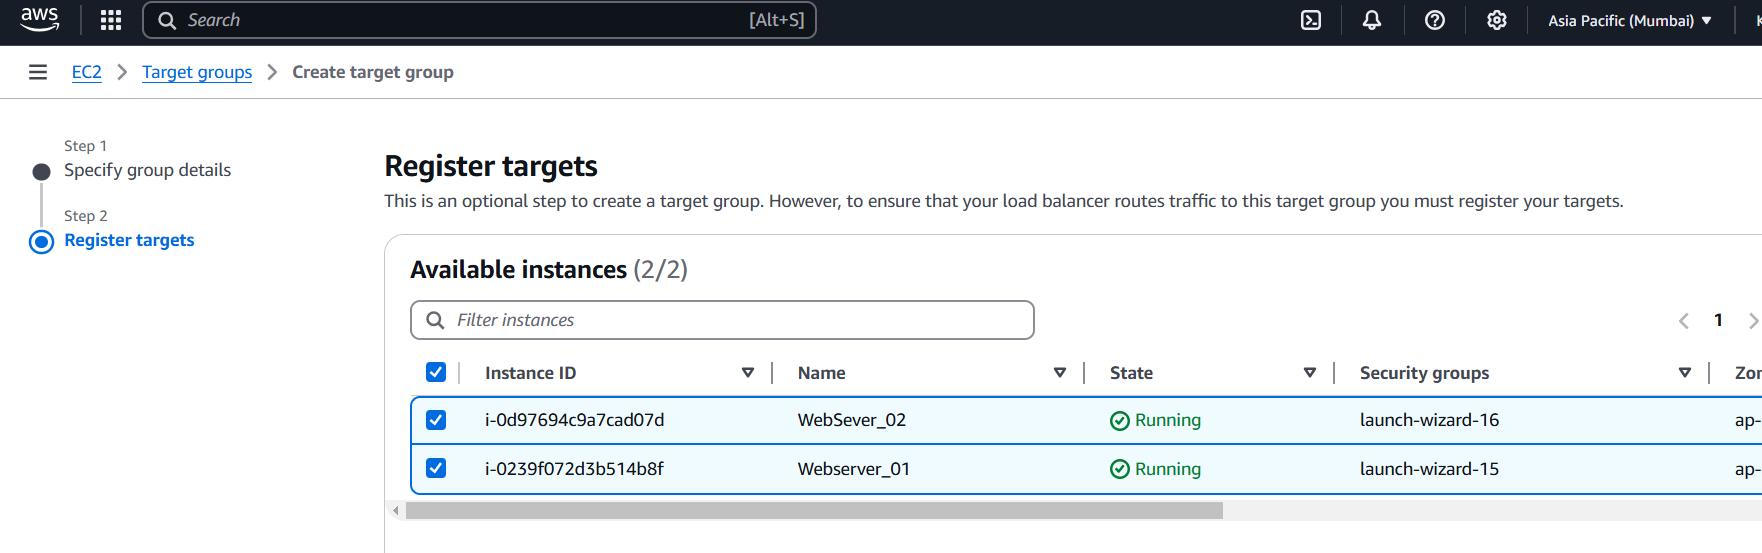 aws Search [Alt+S] Asia Pacific (Mumbai)
EC2 Target groups Create target group
Step 1
Specify group details
Step 2
Register targets
Register targets
This is an optional step to create a target group. However, to ensure that your load balancer routes traffic to this target group you must register your targets.
Available instances (2/2)
Filter instances
1
Instance ID Name State Security groups Zor
i-0d97694c9a7cad07d WebSever_02 Running launch-wizard-16 ap-
i-0239f072d3b514b8f Webserver_01 Running launch-wizard-15 ap-